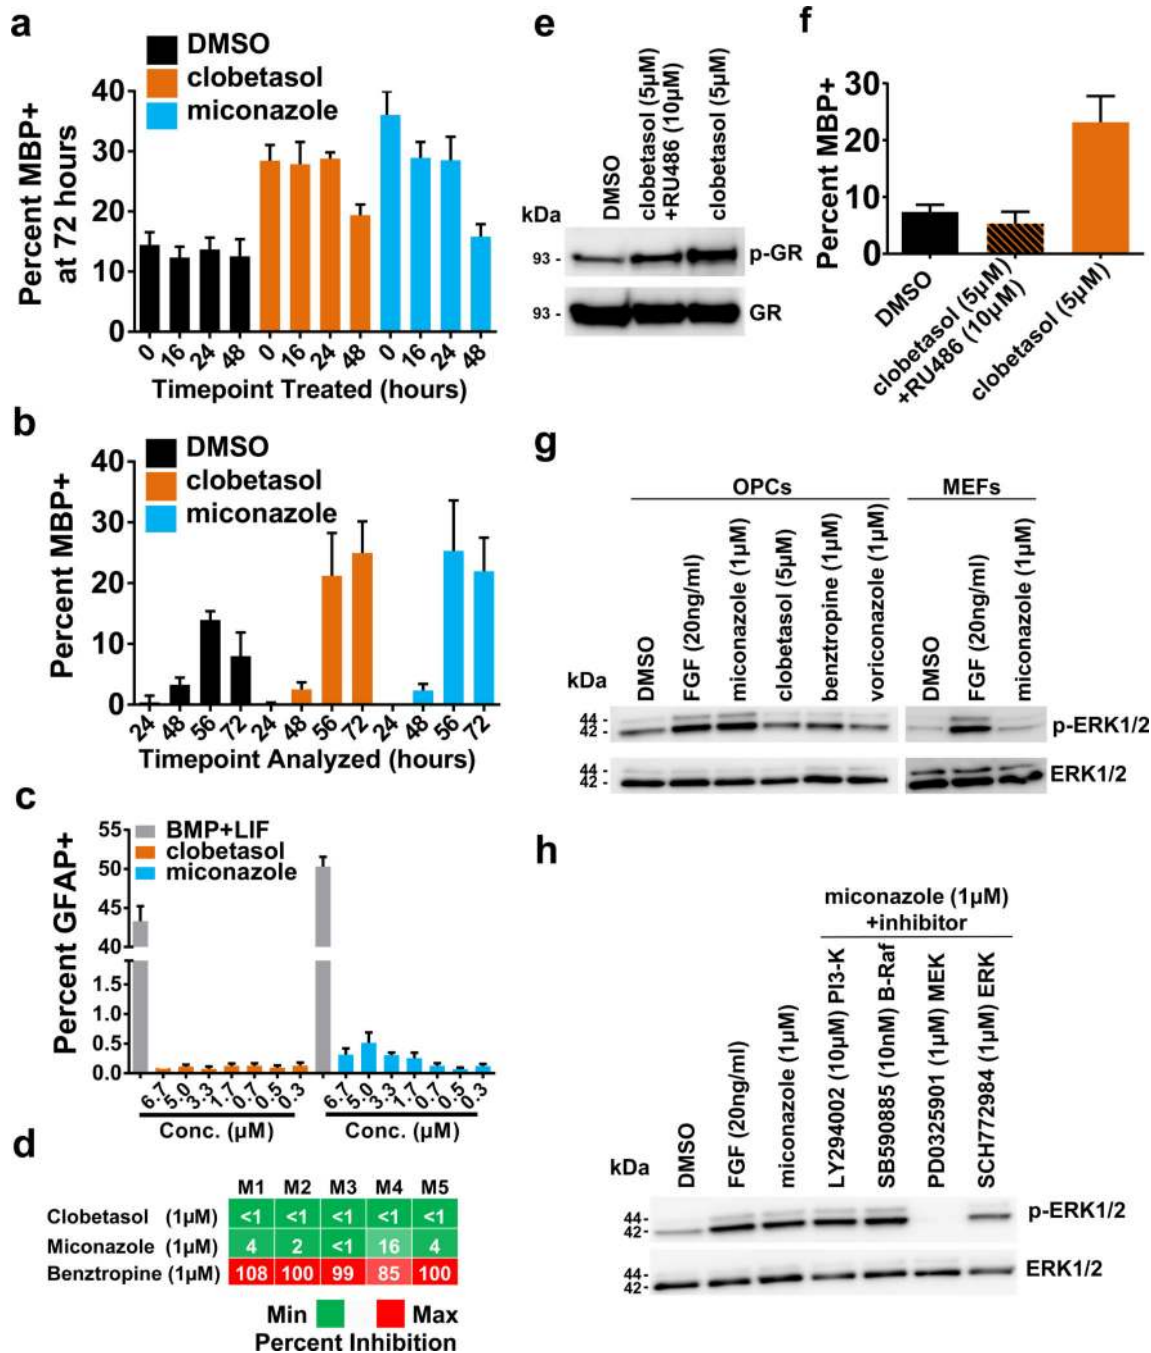 a
DMSO
clobetasol
miconazole
Percent MBP+
at 72 hours
40
30
20
10
0
0 16 24 48 0 16 24 48 0 16 24 48
Timepoint Treated (hours)
b
DMSO
clobetasol
miconazole
Percent MBP+
40
30
20
10
0
24 48 56 72 24 48 56 72 24 48 56 72
Timepoint Analyzed (hours)
c
BMP+LIF
clobetasol
miconazole
Percent GFAP+
55
50
45
40
1.5
1.0
0.5
0.0
6.7 5.0 3.3 1.7 0.7 0.5 0.3 6.7 5.0 3.3 1.7 0.7 0.5 0.3
Conc. (µM) Conc. (µM)
d
M1 M2 M3 M4 M5
Clobetasol (1µM) <1 <1 <1 <1 <1
Miconazole (1µM) 4 2 <1 16 4
Benztropine (1µM) 108 100 99 85 100
Min Max
Percent Inhibition
e
DMSO
clobetasol (5µM)
+RU486 (10µM)
clobetasol (5µM)
kDa
93 - p-GR
93 - GR
f
Percent MBP+
30
20
10
0
DMSO
clobetasol (5µM)
+RU486 (10µM)
clobetasol (5µM)
g
OPCs MEFs
DMSO
FGF (20ng/ml)
miconazole (1µM)
clobetasol (5µM)
benztropine (1µM)
voriconazole (1µM)
DMSO
FGF (20ng/ml)
miconazole (1µM)
kDa
44 -
42 -
p-ERK1/2
44 -
42 -
ERK1/2
h
miconazole (1µM)
+inhibitor
DMSO
FGF (20ng/ml)
miconazole (1µM)
LY294002 (10µM) PI3-K
SB590885 (10nM) B-Raf
PD0325901 (1µM) MEK
SCH772984 (1µM) ERK
kDa
44-
42-
p-ERK1/2
44-
42-
ERK1/2